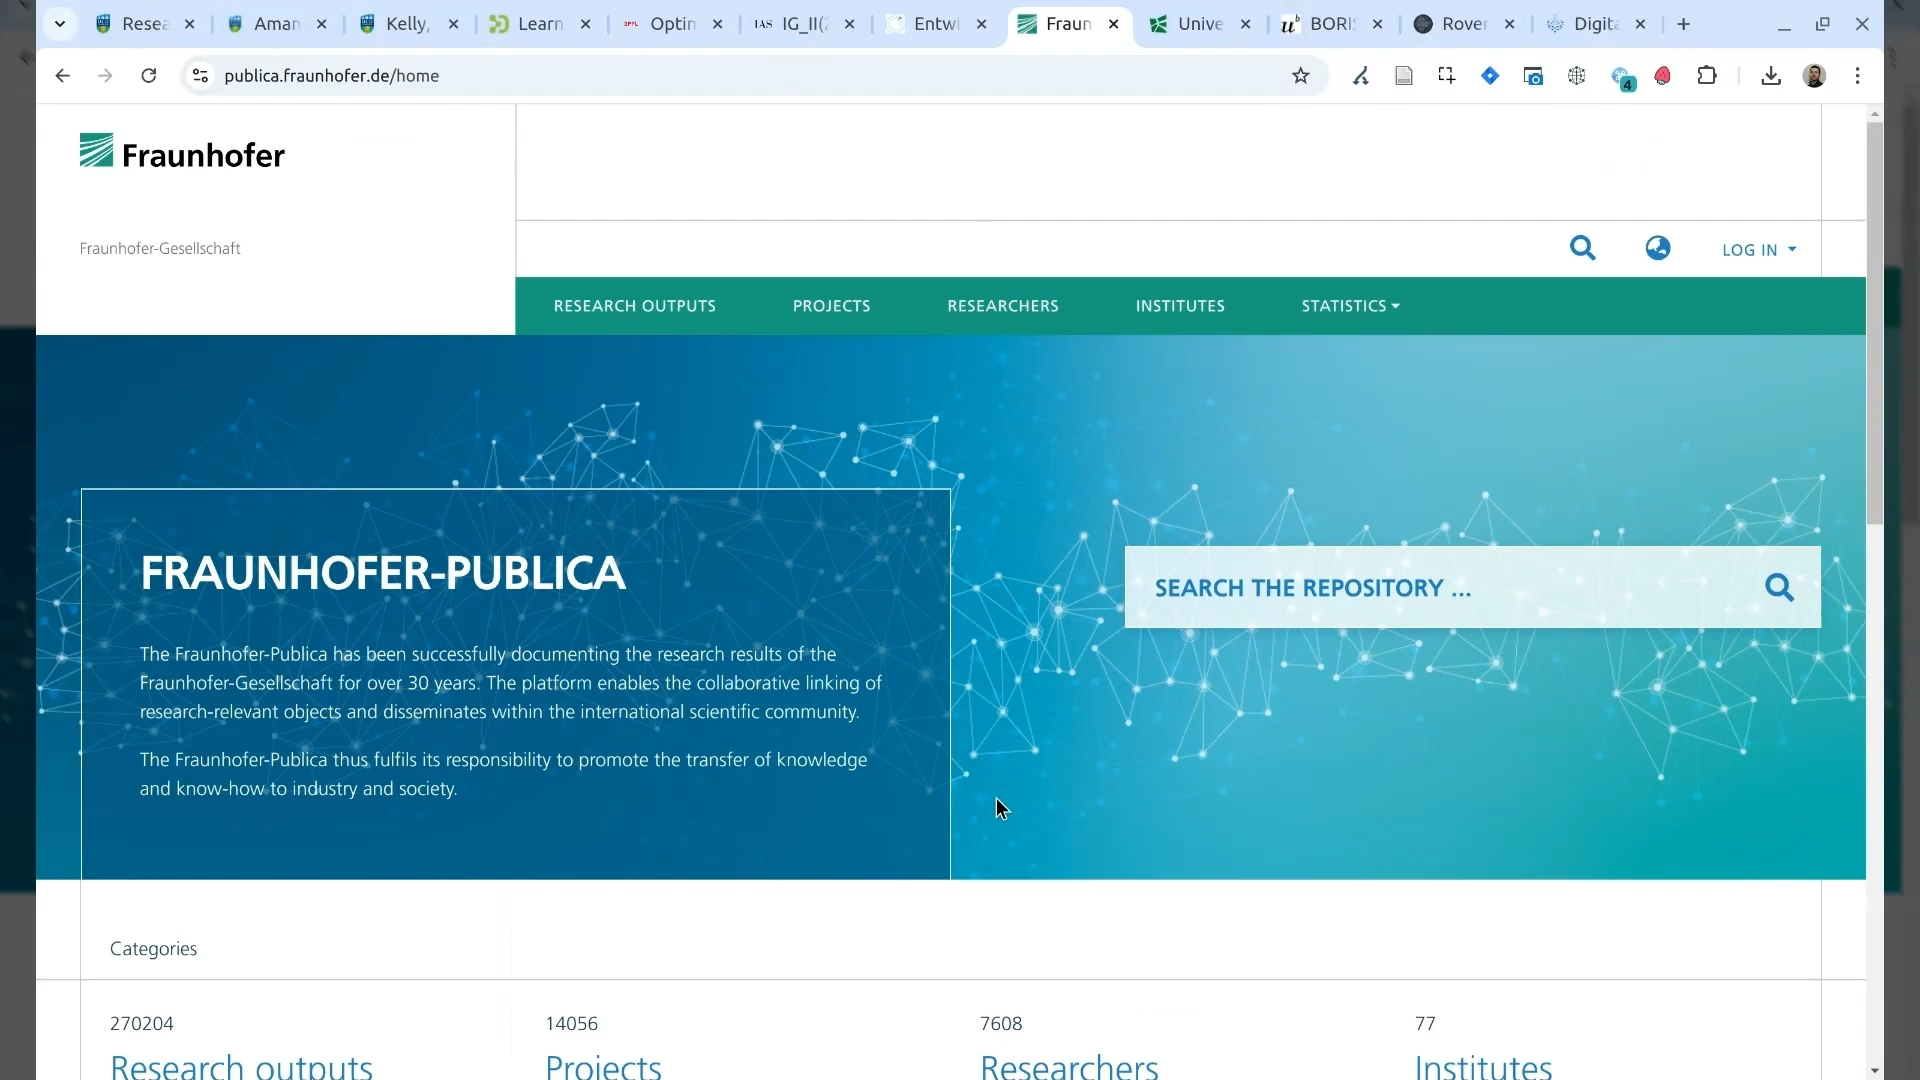 Resea
Aman
Kelly,
Learn
EPFL Optin
IAS IG_II(2
Entwi
Fraun
Unive
BORIS
Rover
Digita
publica.fraunhofer.de/home
4
Fraunhofer
Fraunhofer-Gesellschaft
LOG IN
RESEARCH OUTPUTS PROJECTS RESEARCHERS INSTITUTES STATISTICS
FRAUNHOFER-PUBLICA
The Fraunhofer-Publica has been successfully documenting the research results of the
Fraunhofer-Gesellschaft for over 30 years. The platform enables the collaborative linking of
research-relevant objects and disseminates within the international scientific community.
The Fraunhofer-Publica thus fulfils its responsibility to promote the transfer of knowledge
and know-how to industry and society.
SEARCH THE REPOSITORY ...
Categories
270204
Research outputs
14056
Projects
7608
Researchers
77
Institutes